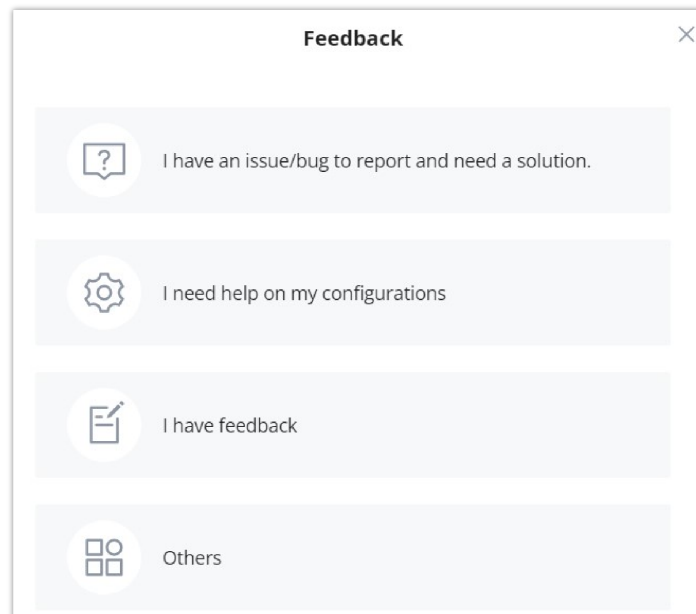 Feedback
I have an issue/bug to report and need a solution.
I need help on my configurations
I have feedback
Others